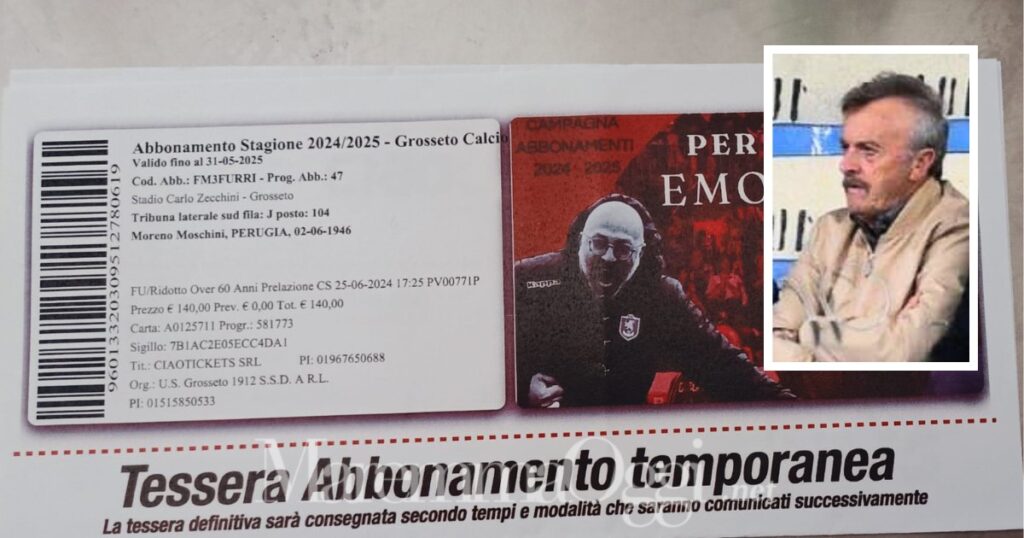 Abbonamento Stagione 2024/2025 - Grosseto Calcio
Valido fino al 31-05-2025
Cod. Abb.: FM3FURRI - Prog. Abb.: 47
Stadio Carlo Zecchini - Grosseto
Tribuna laterale sud fila: J posto: 104
Moreno Moschini, PERUGIA, 02-06-1946
FU/Ridotto Over 60 Anni Prelazione CS 25-06-2024 17:25 PV00771P
Prezzo € 140,00 Prev. € 0,00 Tot. € 140,00
Carta: A0125711 Progr.: 581773
Sigillo: 7B1AC2E05ECC4DA1
Tit.: CIAOTICKETS SRL PI: 01967650688
Org.: U.S. Grosseto 1912 S.S.D. A R.L.
PI: 01515850533
96013320309512780619
CAMPAGNA
ABBONAMENTI
2024 - 2025
PER
EMO
Kappa
Tessera Abbonamento temporanea
La tessera definitiva sarà consegnata secondo tempi e modalità che saranno comunicati successivamente
MaremmaOggi.net